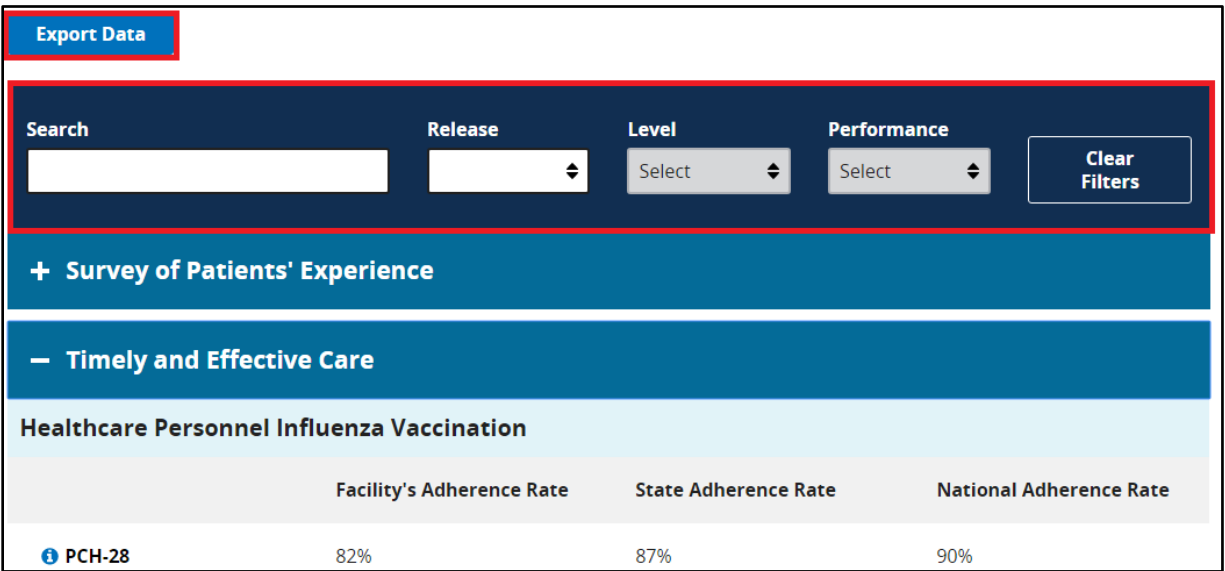 Export Data
Search Release Level Performance
Select Select
Clear
Filters
+ Survey of Patients' Experience
− Timely and Effective Care
Healthcare Personnel Influenza Vaccination
Facility's Adherence Rate State Adherence Rate National Adherence Rate
PCH-28 82% 87% 90%